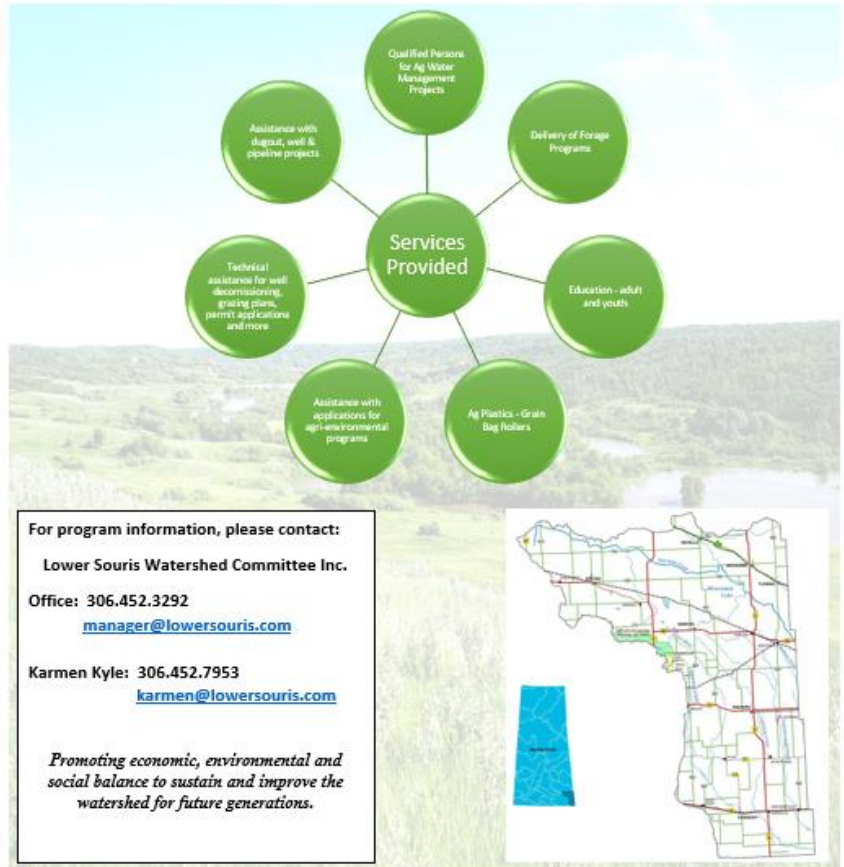 Qualified Persons
for Ag Water
Management
Projects
Assistance with
dugout, well &
pipeline projects
Delivery of Forage
Programs
Services
Provided
Technical
assistance for well
decomissioning,
grazing plans,
permit applications
and more
Education - adult
and youth
Assistance with
applications for
agri-environmental
programs
Ag Plastics - Grain
Bag Rollers
For program information, please contact:
Lower Souris Watershed Committee Inc.
Office: 306.452.3292
manager@lowersouris.com
Karmen Kyle: 306.452.7953
karmen@lowersouris.com
Promoting economic, environmental and
social balance to sustain and improve the
watershed for future generations.